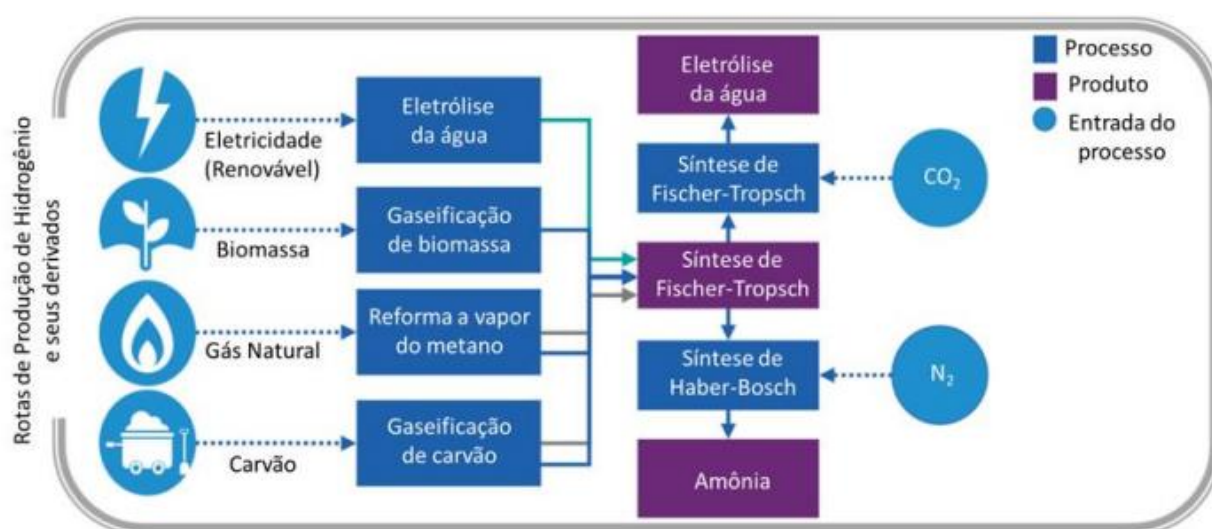 Rotas de Produção de Hidrogênio
e seus derivados
Eletricidade
(Renovável)
Biomassa
Gás Natural
Carvão
Eletrólise
da água
Gaseificação
de biomassa
Reforma a vapor
do metano
Gaseificação
de carvão
Eletrólise
da água
Síntese de
Fischer-Tropsch
Síntese de
Fischer-Tropsch
Síntese de
Haber-Bosch
Amônia
CO₂
N₂
Processo
Produto
Entrada do
processo